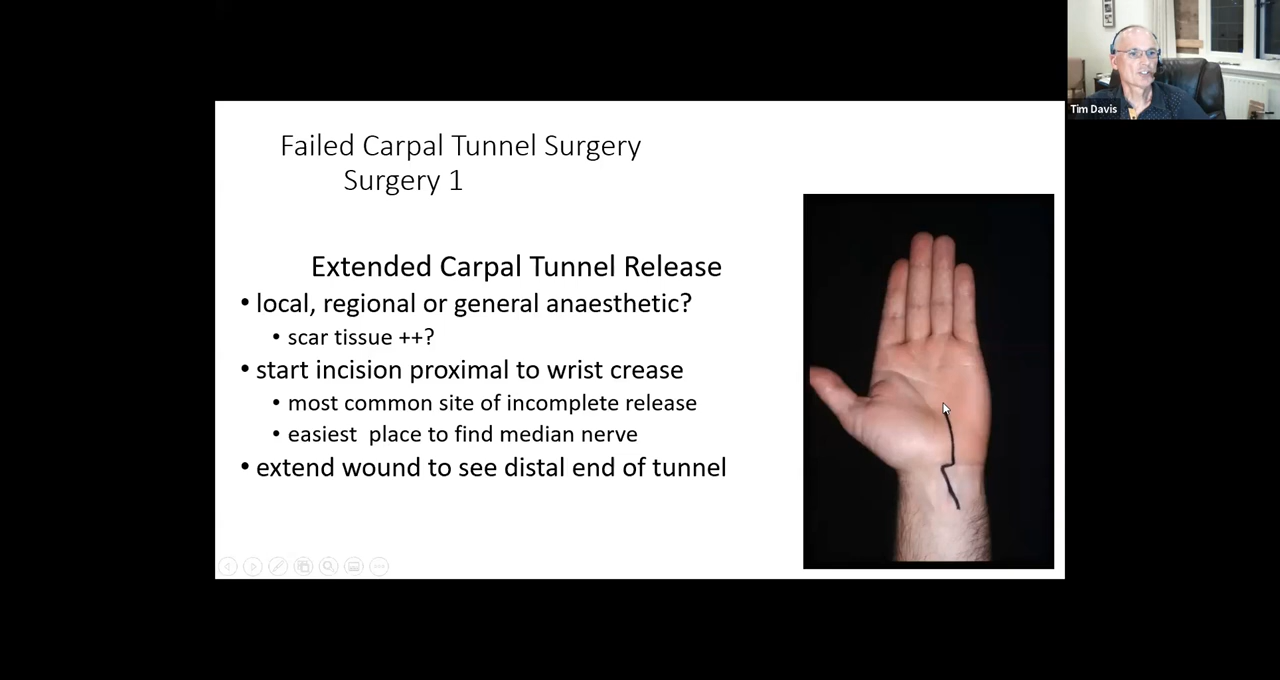 Tim Davis
Failed Carpal Tunnel Surgery
Surgery 1
Extended Carpal Tunnel Release
• local, regional or general anaesthetic?
• scar tissue ++?
• start incision proximal to wrist crease
• most common site of incomplete release
• easiest place to find median nerve
• extend wound to see distal end of tunnel